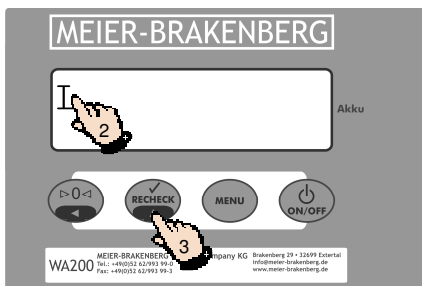 MEIER-BRAKENBERG
2
Akku
▷0◁
◀
✓
RECHECK
MENU
ON/OFF
3
WA200
MEIER-BRAKENBERG mpany KG
Tel.: +49(0)52 62/993 99-0
Fax: +49(0)52 62/993 99-3
Brakenberg 29 • 32699 Extertal
info@meier-brakenberg.de
www.meier-brakenberg.de